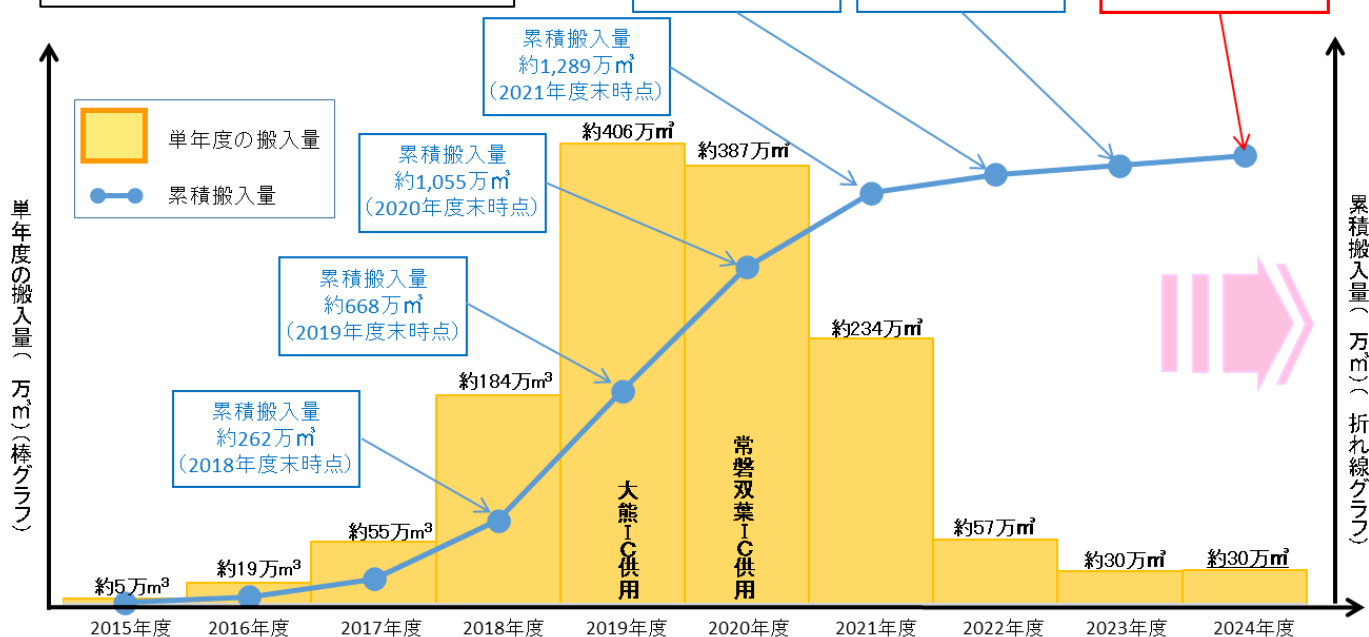 累積搬入量
約1,289万㎥
(2021年度末時点)
単年度の搬入量
累積搬入量
累積搬入量
約1,055万㎥
(2020年度末時点)
累積搬入量
約668万㎥
(2019年度末時点)
累積搬入量
約262万㎥
(2018年度末時点)
約5万m³
約19万m³
約55万m³
約184万m³
約406万㎥
約387万㎥
約234万㎥
約57万㎥
約30万㎥
約30万㎥
大熊IC供用
常磐双葉IC供用
単年度の搬入量(万㎥)(棒グラフ)
累積搬入量(万㎥)(折れ線グラフ)
2015年度
2016年度
2017年度
2018年度
2019年度
2020年度
2021年度
2022年度
2023年度
2024年度